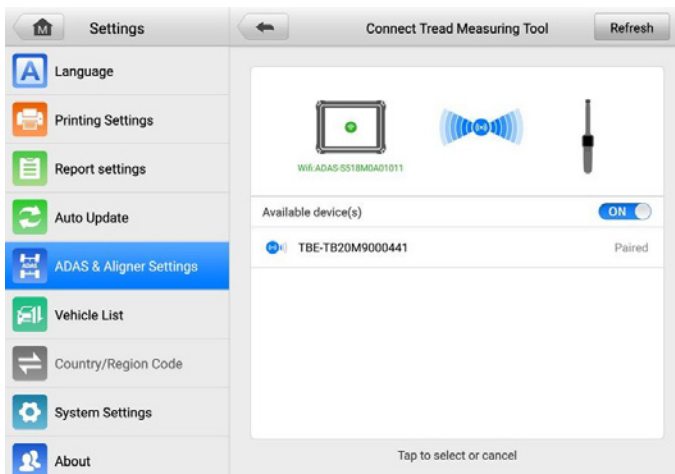 Settings
Connect Tread Measuring Tool
Refresh
Language
Printing Settings
Report settings
Auto Update
ADAS & Aligner Settings
Vehicle List
Country/Region Code
System Settings
About
Wifi:ADAS-S518M0A01011
Available device(s)
ON
TBE-TB20M9000441
Paired
Tap to select or cancel